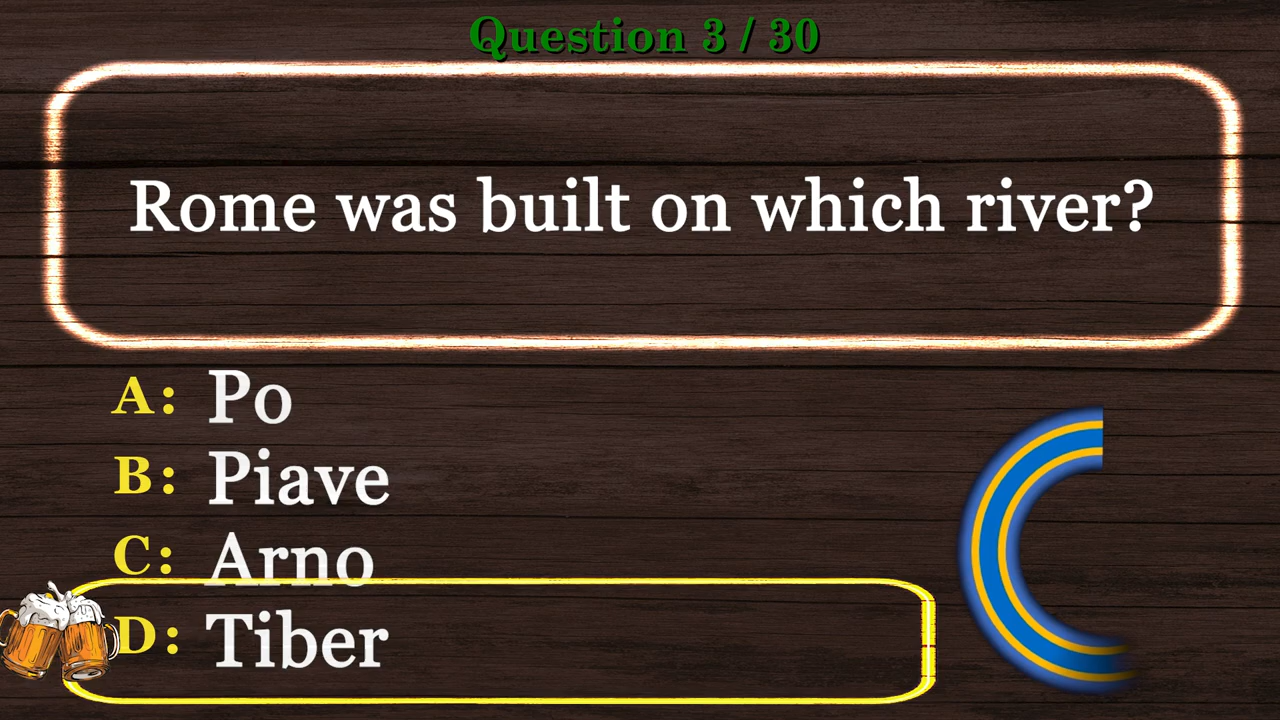 Question 3 / 30
Rome was built on which river?
A: Po
B: Piave
C: Arno
D: Tiber